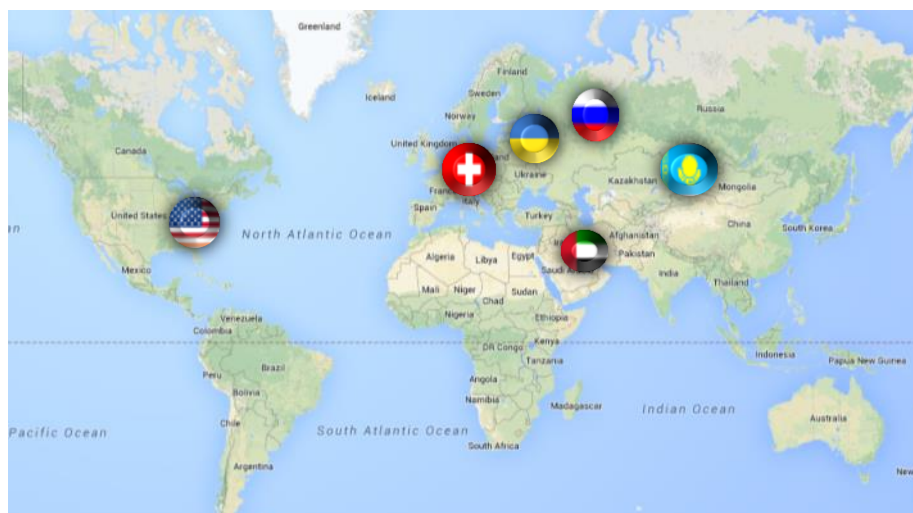 Greenland
Finland
Iceland
Sweden
Russia
Norway
United Kingdom
Canada
Ukraine
Kazakhstan
Mongolia
Italy
Spain
United States
Turkey
China
South Korea
North Atlantic Ocean
Afghanistan
Algeria
Libya
Egypt
Pakistan
Mexico
India
Mali
Niger
Sudan
Thailand
Chad
Venezuela
Nigeria
Ethiopia
Colombia
Kenya
DR Congo
Indonesia
Papua New Guinea
Tanzania
Peru
Brazil
Angola
Bolivia
Namibia
Madagascar
Indian Ocean
Chile
Australia
Pacific Ocean
South Atlantic Ocean
South Africa
Argentina